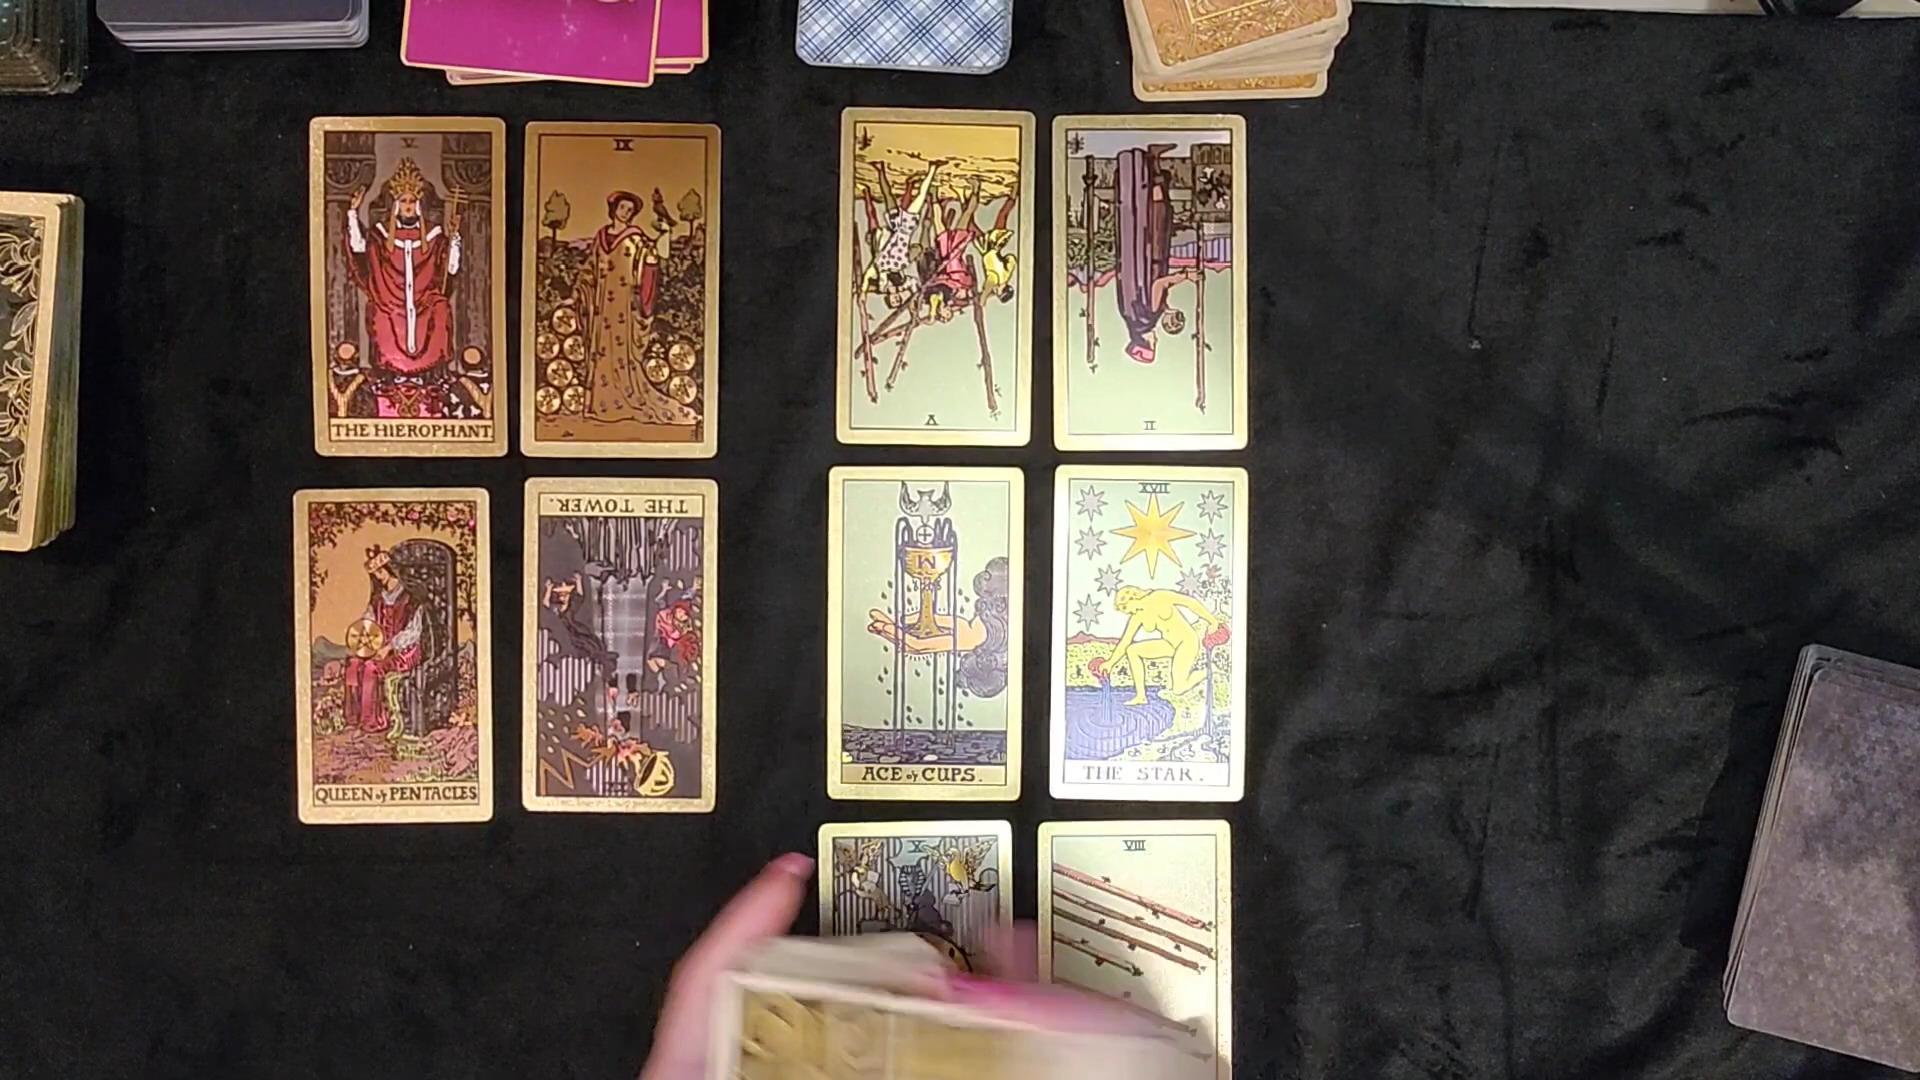 V
THE HIEROPHANT
IX
V
II
QUEEN of PENTACLES
THE TOWER.
ACE of CUPS.
XVII
THE STAR.
X
VIII